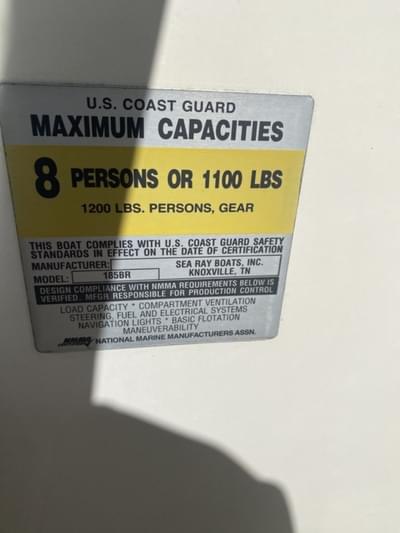 U.S. COAST GUARD
MAXIMUM CAPACITIES
8 PERSONS OR 1100 LBS
1200 LBS. PERSONS, GEAR
THIS BOAT COMPLIES WITH U.S. COAST GUARD SAFETY
STANDARDS IN EFFECT ON THE DATE OF CERTIFICATION
MANUFACTURER: SEA RAY BOATS, INC.
KNOXVILLE, TN
MODEL: 185BR
DESIGN COMPLIANCE WITH NMMA REQUIREMENTS BELOW IS
VERIFIED. MFGR RESPONSIBLE FOR PRODUCTION CONTROL
LOAD CAPACITY * COMPARTMENT VENTILATION
STEERING, FUEL AND ELECTRICAL SYSTEMS
NAVIGATION LIGHTS * BASIC FLOTATION
MANEUVERABILITY
NMMA NATIONAL MARINE MANUFACTURERS ASSN.